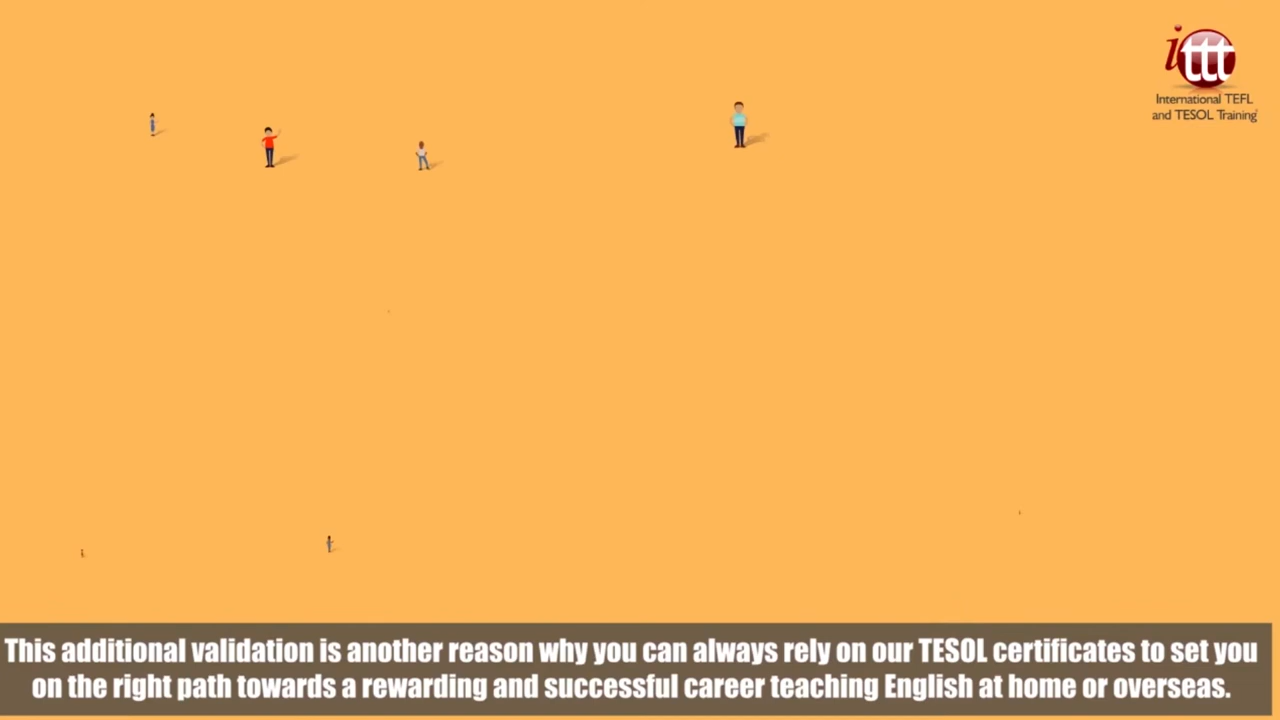 ittt
International TEFL
and TESOL Training
This additional validation is another reason why you can always rely on our TESOL certificates to set you
on the right path towards a rewarding and successful career teaching English at home or overseas.